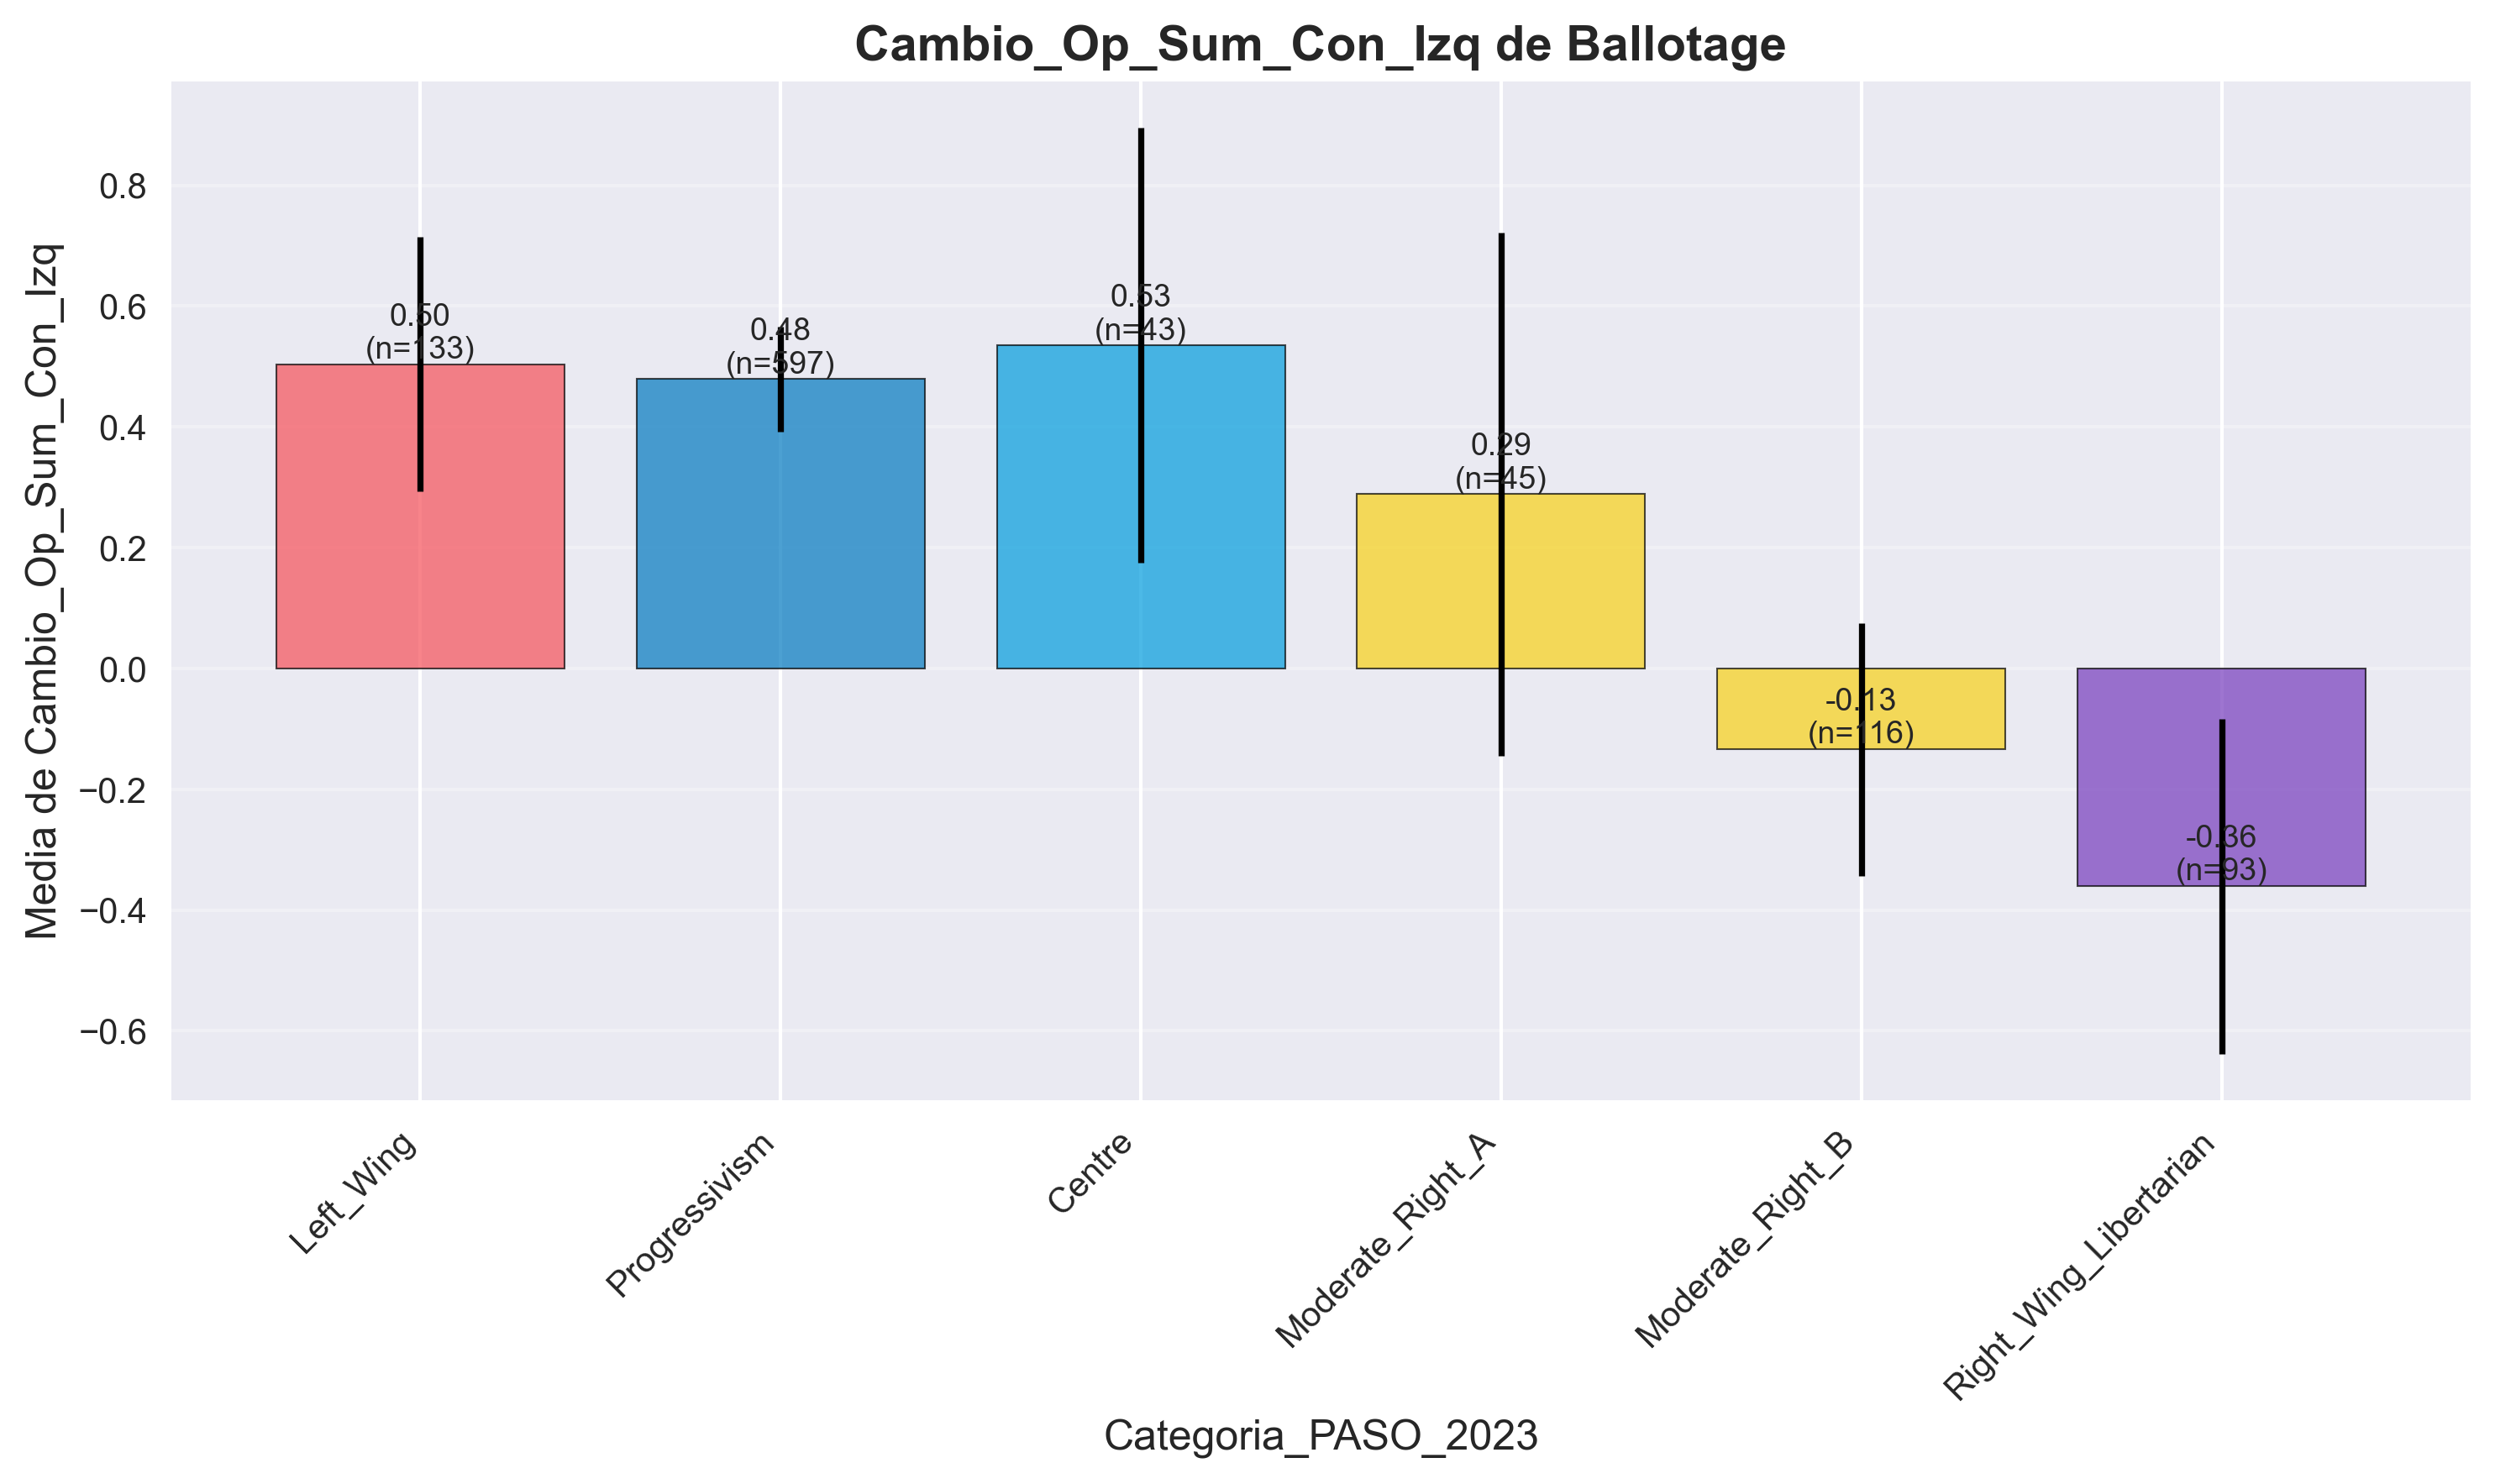 Cambio_Op_Sum_Con_Izq de Ballotage
Media de Cambio_Op_Sum_Con_Izq
0.8
0.6
0.4
0.2
0.0
−0.2
−0.4
−0.6
0.50
(n=133)
0.48
(n=597)
0.53
(n=43)
0.29
(n=45)
-0.13
(n=116)
-0.36
(n=93)
Left_Wing
Progressivism
Centre
Moderate_Right_A
Moderate_Right_B
Right_Wing_Libertarian
Categoria_PASO_2023